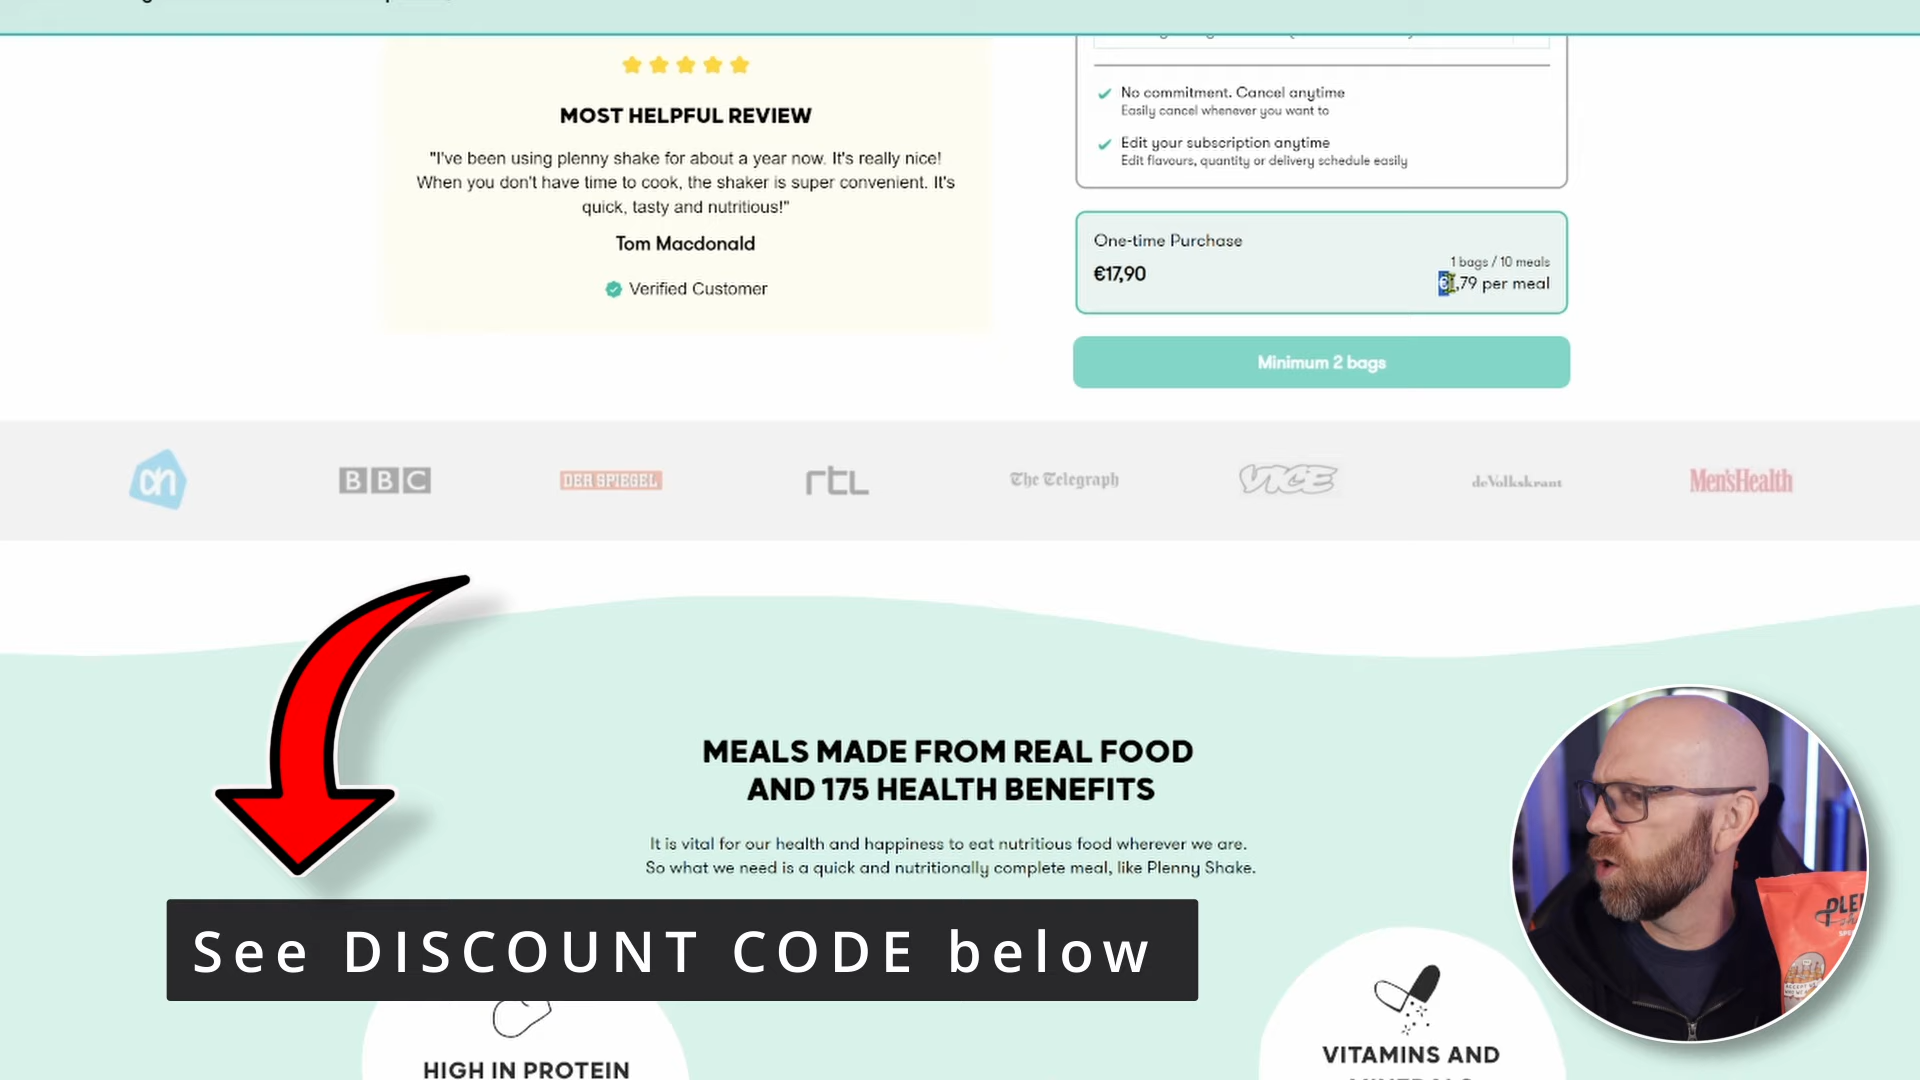 MOST HELPFUL REVIEW
"I've been using plenny shake for about a year now. It's really nice!
When you don't have time to cook, the shaker is super convenient. It's
quick, tasty and nutritious!"
Tom Macdonald
Verified Customer
No commitment. Cancel anytime
Easily cancel whenever you want to
Edit your subscription anytime
Edit flavours, quantity or delivery schedule easily
One-time Purchase
€17,90
1 bags / 10 meals
€1,79 per meal
Minimum 2 bags
an
BBC
DER SPIEGEL
rtl
The Telegraph
VICE
de Volkskrant
Men'sHealth
MEALS MADE FROM REAL FOOD
AND 175 HEALTH BENEFITS
It is vital for our health and happiness to eat nutritious food wherever we are.
So what we need is a quick and nutritionally complete meal, like Plenny Shake.
See DISCOUNT CODE below
HIGH IN PROTEIN
VITAMINS AND